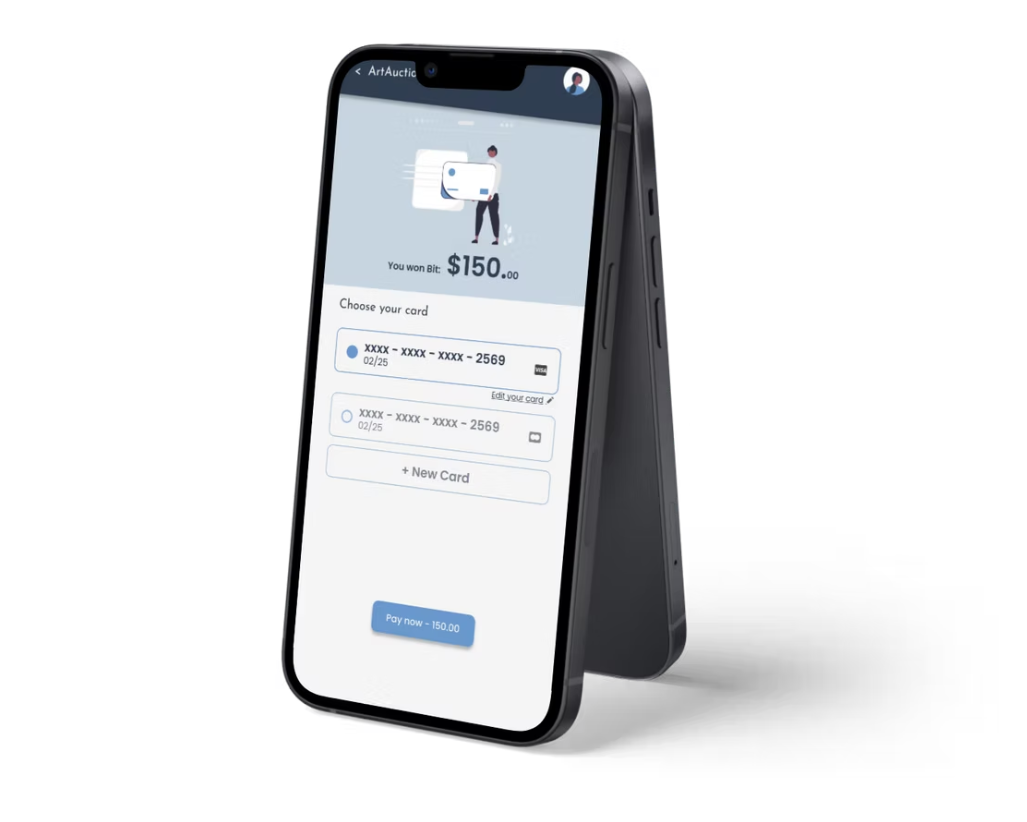 < ArtAuctio
You won Bit: $150.00
Choose your card
xxxx - xxxx - xxxx - 2569
02/25
VISA
Edit your card
xxxx - xxxx - xxxx - 2569
02/25
+ New Card
Pay now - 150.00